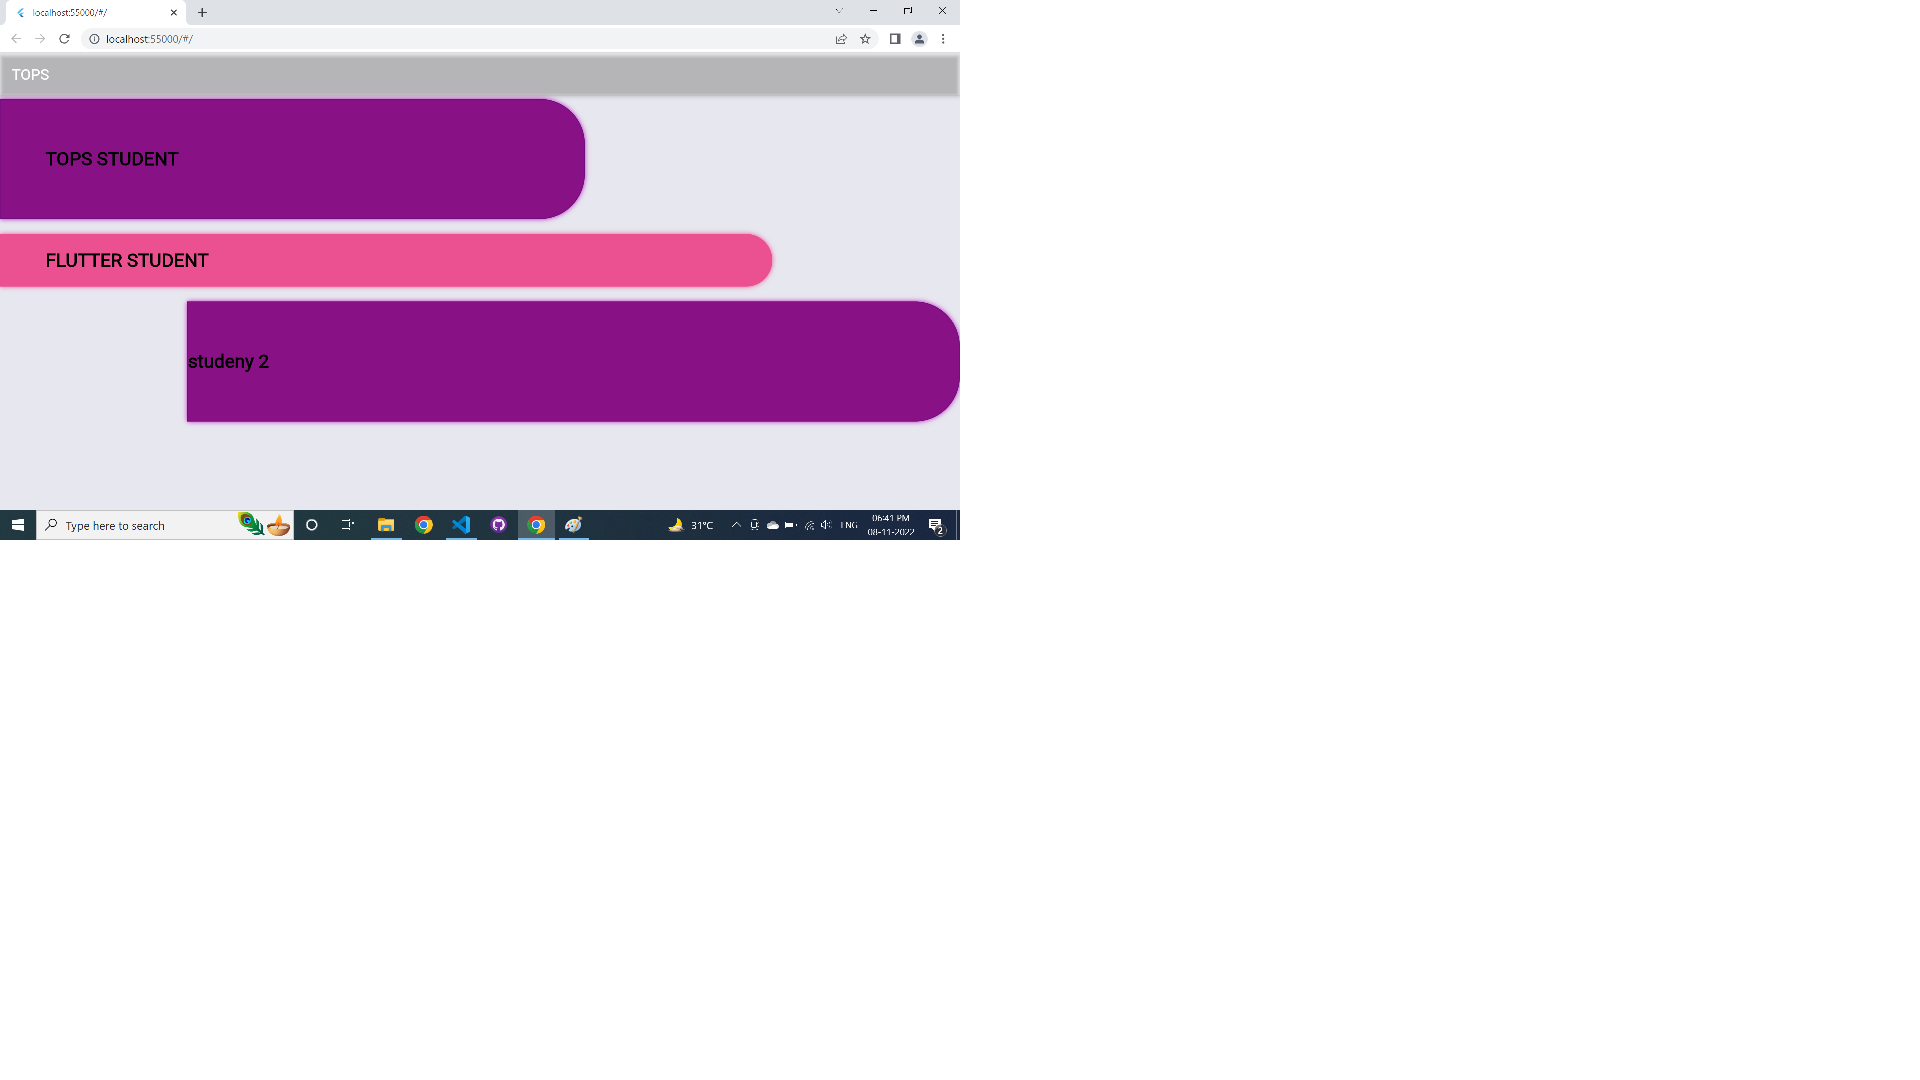 localhost:55000/#/
localhost:55000/#/
TOPS
TOPS STUDENT
FLUTTER STUDENT
studeny 2
Type here to search
31°C
ENG
06:41 PM
08-11-2022
2